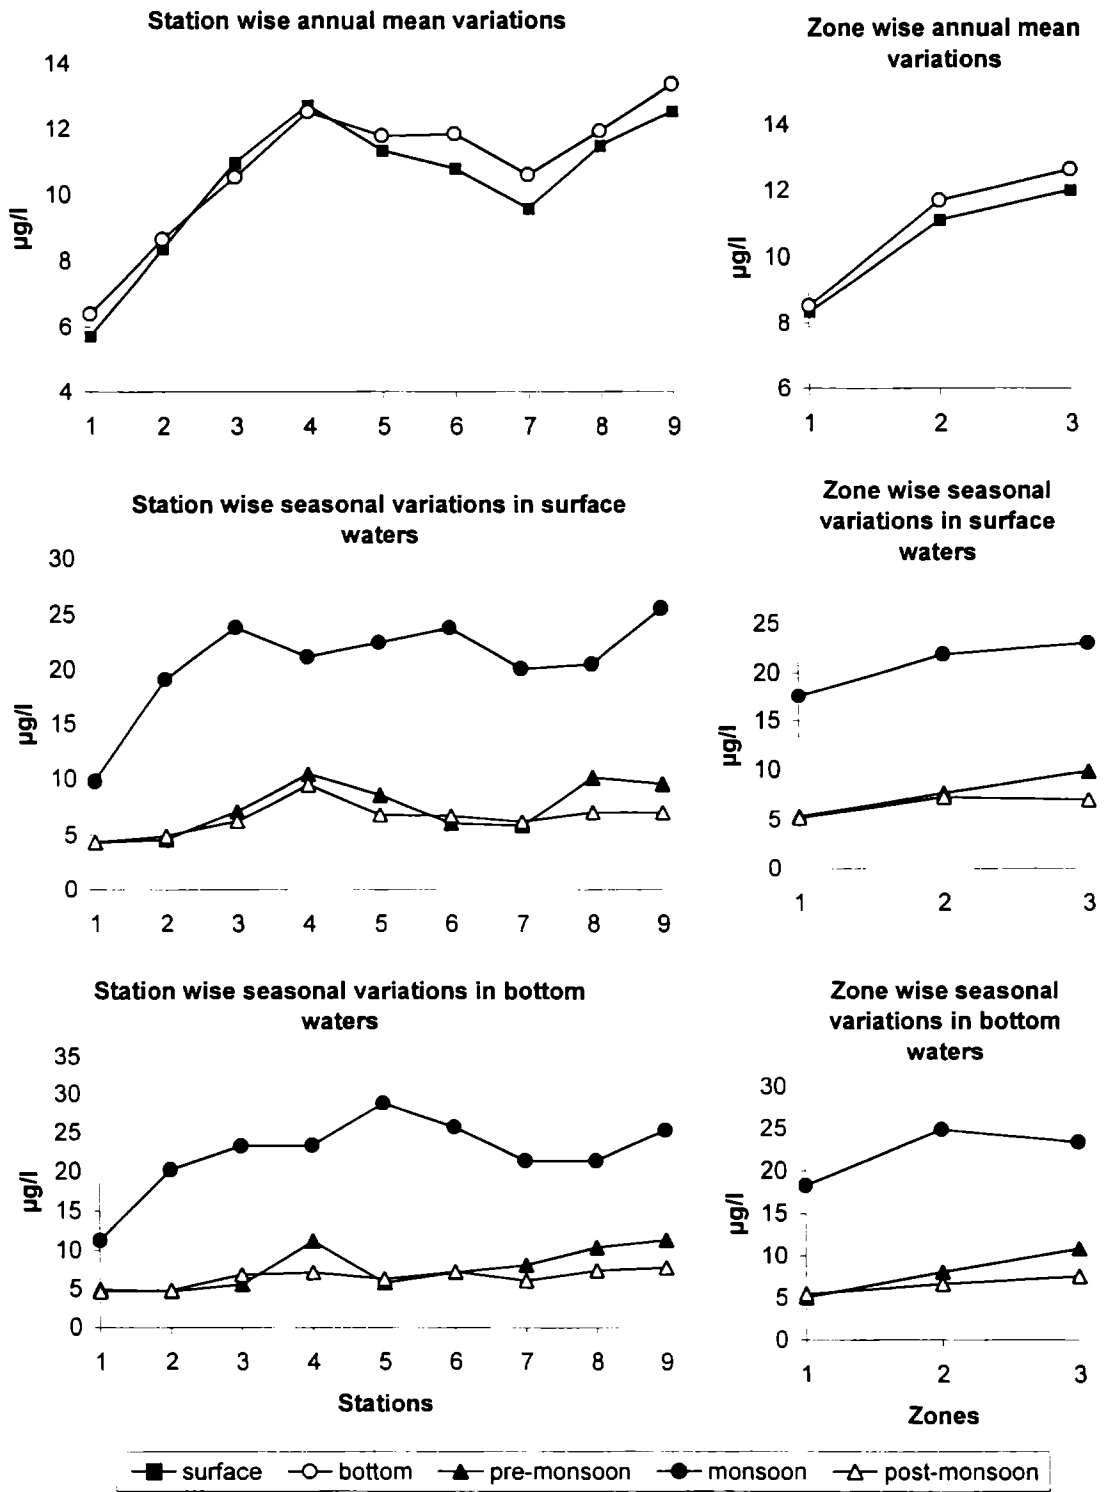 Station wise annual mean variations
14
12
10
8
6
4
µg/l
1 2 3 4 5 6 7 8 9
Zone wise annual mean
variations
14
12
10
8
6
µg/l
1 2 3
Station wise seasonal variations in surface
waters
30
25
20
15
10
5
0
µg/l
1 2 3 4 5 6 7 8 9
Zone wise seasonal
variations in surface
waters
25
20
15
10
5
0
µg/l
1 2 3
Station wise seasonal variations in bottom
waters
35
30
25
20
15
10
5
0
µg/l
1 2 3 4 5 6 7 8 9
Stations
Zone wise seasonal
variations in bottom
waters
30
25
20
15
10
5
0
µg/l
1 2 3
Zones
surface bottom pre-monsoon monsoon post-monsoon